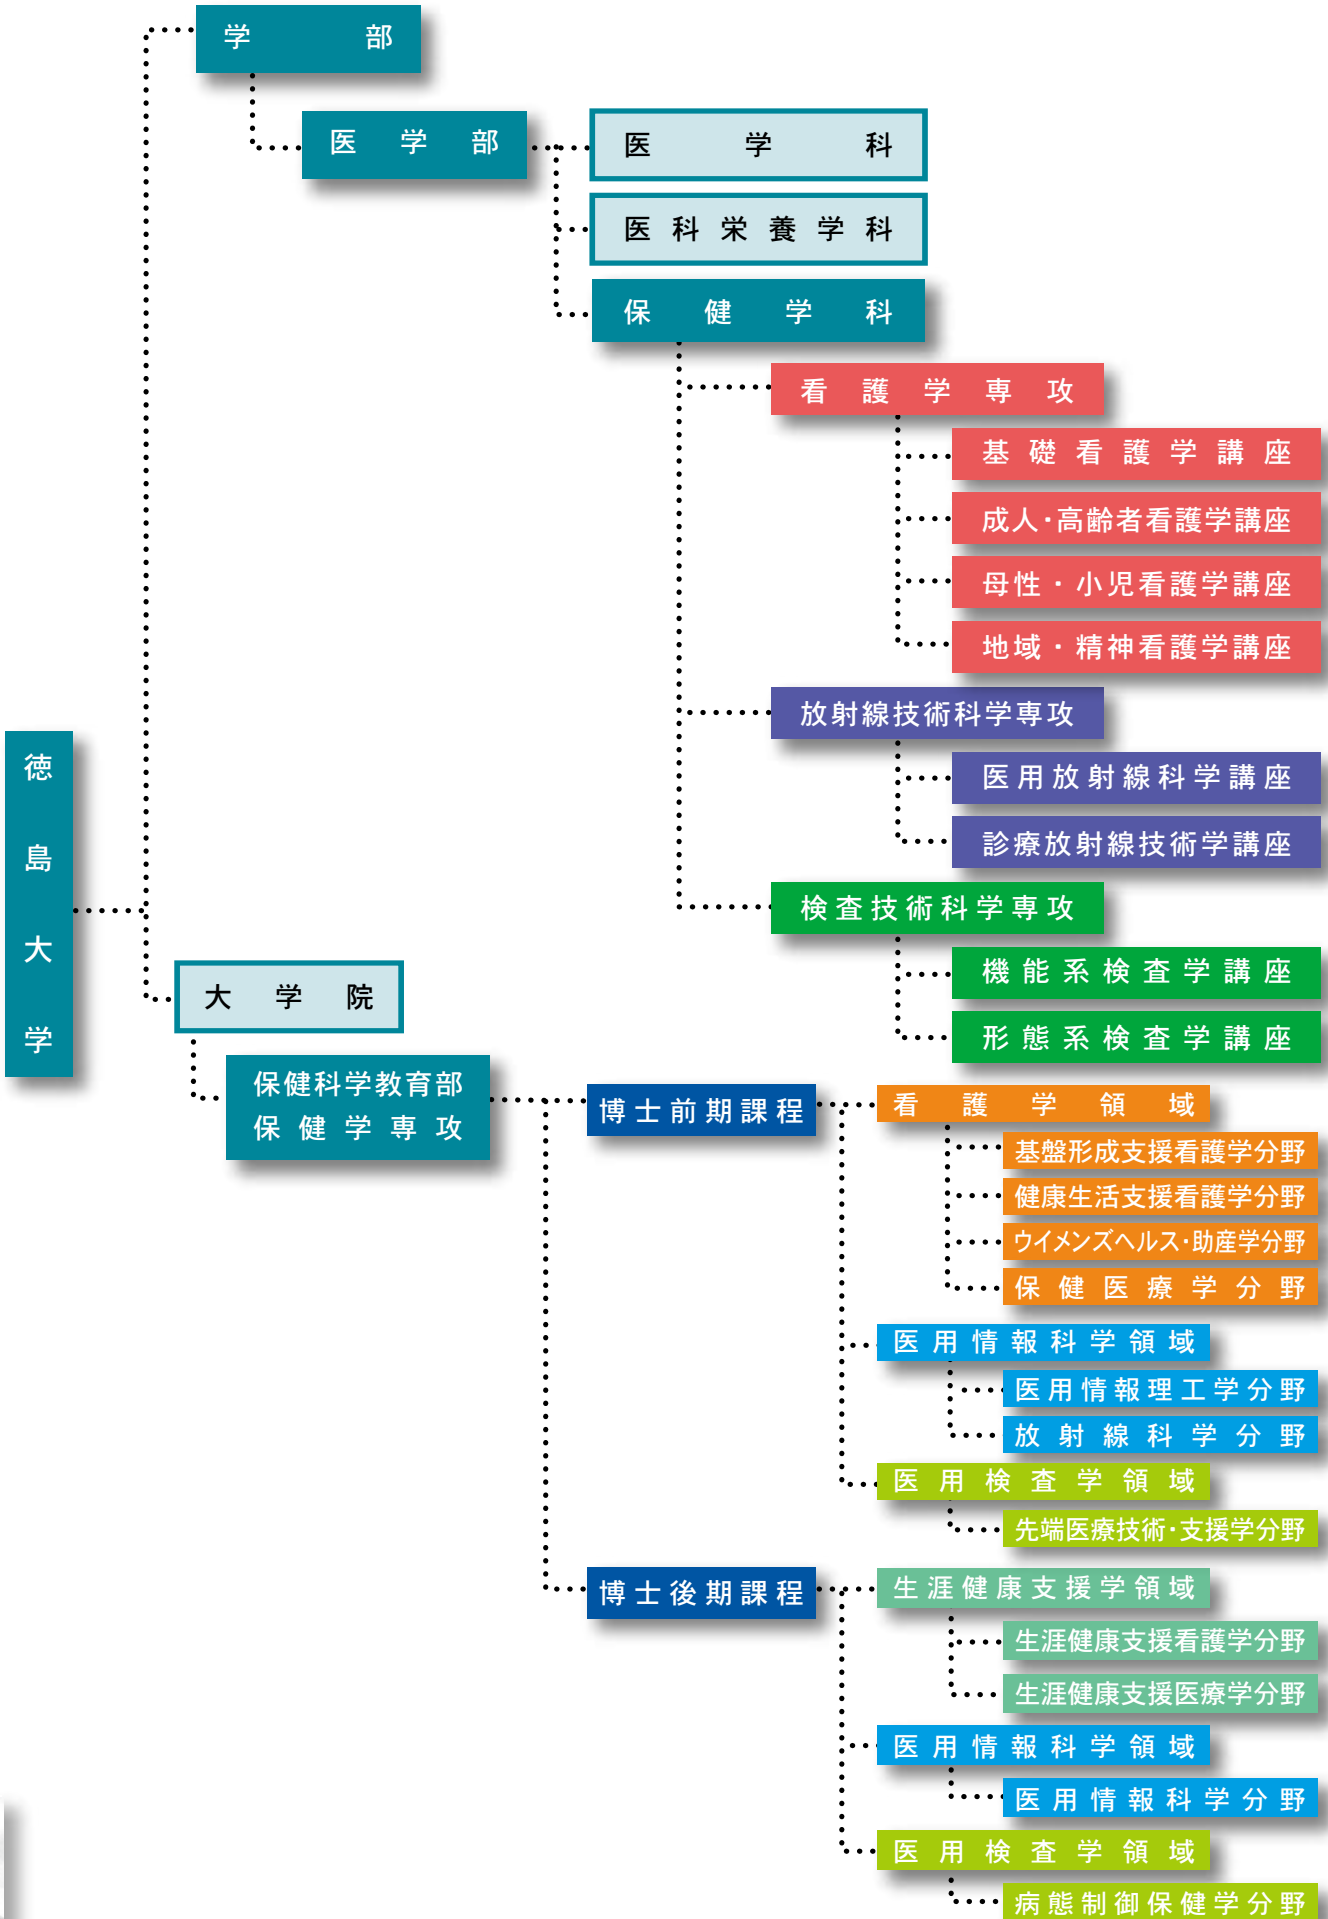 学部
医学部
医学科
医科栄養学科
保健学科
看護学専攻
基礎看護学講座
成人・高齢者看護学講座
母性・小児看護学講座
地域・精神看護学講座
放射線技術科学専攻
医用放射線科学講座
診療放射線技術学講座
検査技術科学専攻
機能系検査学講座
形態系検査学講座
徳島大学
大学院
保健科学教育部
保健学専攻
博士前期課程
看護学領域
基盤形成支援看護学分野
健康生活支援看護学分野
ウイメンズヘルス・助産学分野
保健医療学分野
医用情報科学領域
医用情報理工学分野
放射線科学分野
医用検査学領域
先端医療技術・支援学分野
博士後期課程
生涯健康支援学領域
生涯健康支援看護学分野
生涯健康支援医療学分野
医用情報科学領域
医用情報科学分野
医用検査学領域
病態制御保健学分野